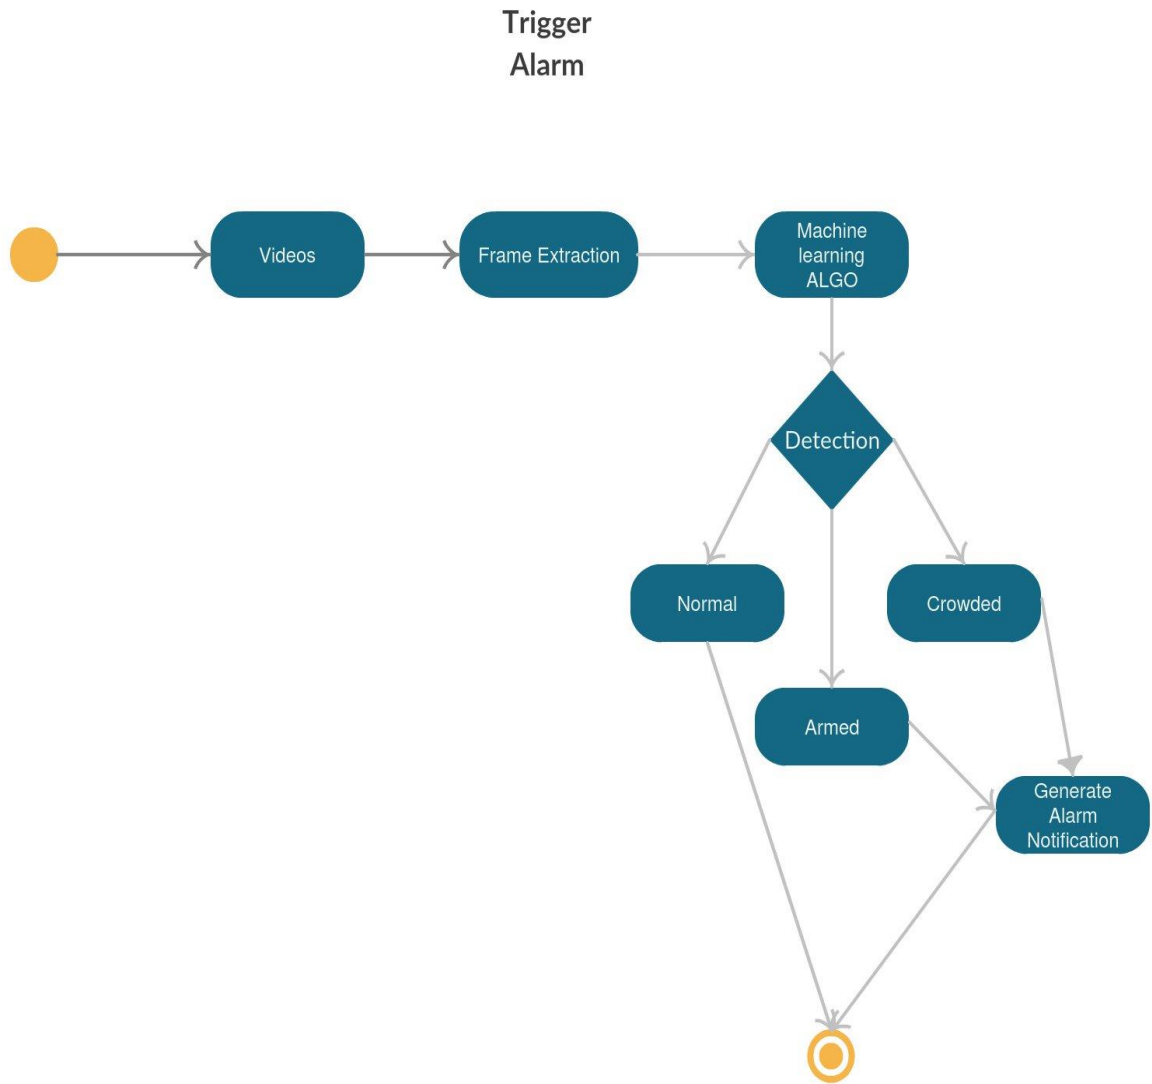 Trigger
Alarm
Videos
Frame Extraction
Machine
learning
ALGO
Detection
Normal
Crowded
Armed
Generate
Alarm
Notification